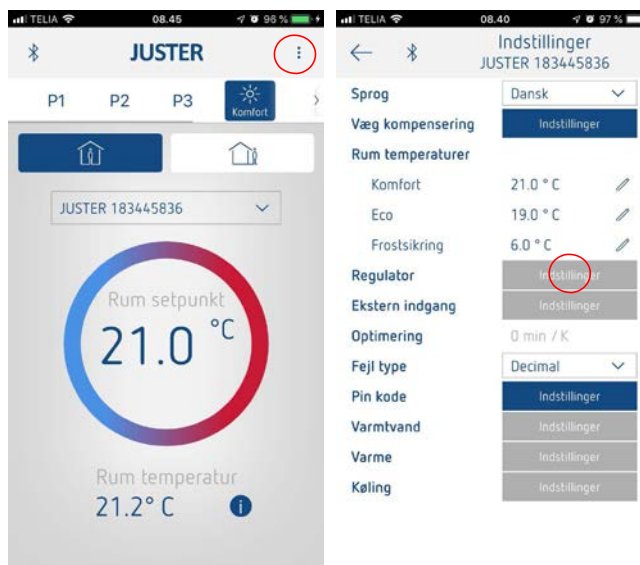 TELIA 08.45 96 %
JUSTER
P1 P2 P3 Komfort
JUSTER 183445836
Rum setpunkt
21.0 °C
Rum temperatur
21.2° C
TELIA 08.40 97 %
Indstillinger
JUSTER 183445836
Sprog Dansk
Væg kompensering Indstillinger
Rum temperaturer
Komfort 21.0 ° C
Eco 19.0 ° C
Frostsikring 6.0 ° C
Regulator Indstillinger
Ekstern indgang Indstillinger
Optimering 0 min / K
Fejl type Decimal
Pin kode Indstillinger
Varmtvand Indstillinger
Varme Indstillinger
Køling Indstillinger